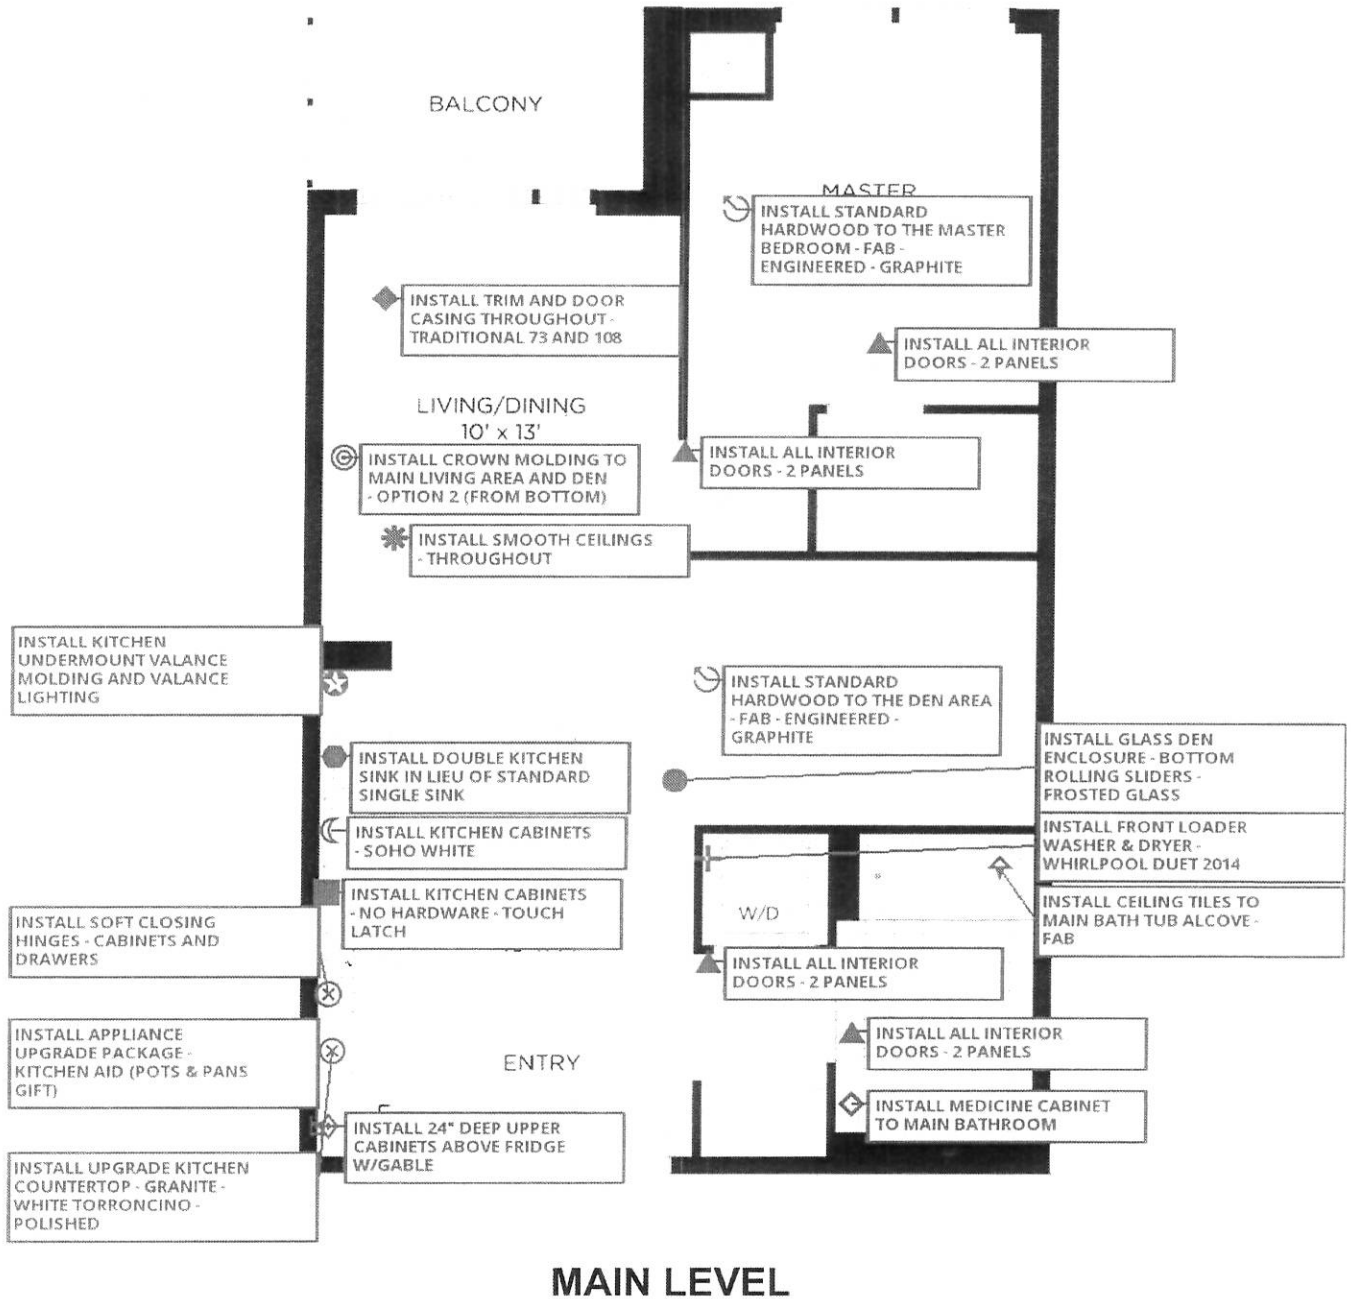 BALCONY
MASTER
INSTALL STANDARD
HARDWOOD TO THE MASTER
BEDROOM - FAB -
ENGINEERED - GRAPHITE
INSTALL TRIM AND DOOR
CASING THROUGHOUT -
TRADITIONAL 73 AND 108
INSTALL ALL INTERIOR
DOORS - 2 PANELS
LIVING/DINING
10' x 13'
INSTALL CROWN MOLDING TO
MAIN LIVING AREA AND DEN
- OPTION 2 (FROM BOTTOM)
INSTALL ALL INTERIOR
DOORS - 2 PANELS
INSTALL SMOOTH CEILINGS
- THROUGHOUT
INSTALL KITCHEN
UNDERMOUNT VALANCE
MOLDING AND VALANCE
LIGHTING
INSTALL STANDARD
HARDWOOD TO THE DEN AREA
- FAB - ENGINEERED -
GRAPHITE
INSTALL GLASS DEN
ENCLOSURE - BOTTOM
ROLLING SLIDERS -
FROSTED GLASS
INSTALL DOUBLE KITCHEN
SINK IN LIEU OF STANDARD
SINGLE SINK
INSTALL KITCHEN CABINETS
- SOHO WHITE
INSTALL FRONT LOADER
WASHER & DRYER -
WHIRLPOOL DUET 2014
INSTALL KITCHEN CABINETS
- NO HARDWARE - TOUCH
LATCH
W/D
INSTALL CEILING TILES TO
MAIN BATH TUB ALCOVE -
FAB
INSTALL SOFT CLOSING
HINGES - CABINETS AND
DRAWERS
INSTALL ALL INTERIOR
DOORS - 2 PANELS
INSTALL APPLIANCE
UPGRADE PACKAGE -
KITCHEN AID (POTS & PANS
GIFT)
ENTRY
INSTALL ALL INTERIOR
DOORS - 2 PANELS
INSTALL MEDICINE CABINET
TO MAIN BATHROOM
INSTALL 24" DEEP UPPER
CABINETS ABOVE FRIDGE
W/GABLE
INSTALL UPGRADE KITCHEN
COUNTERTOP - GRANITE -
WHITE TORRONCINO -
POLISHED
MAIN LEVEL